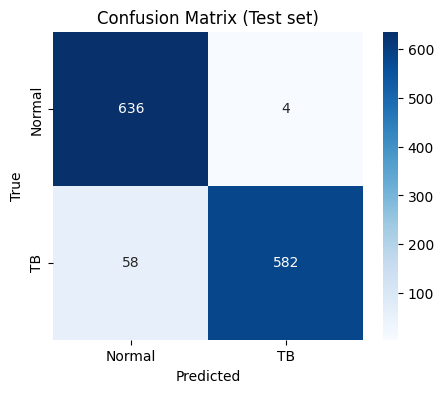 Confusion Matrix (Test set)
True
Normal
636
4
TB
58
582
Normal
TB
Predicted
600
500
400
300
200
100